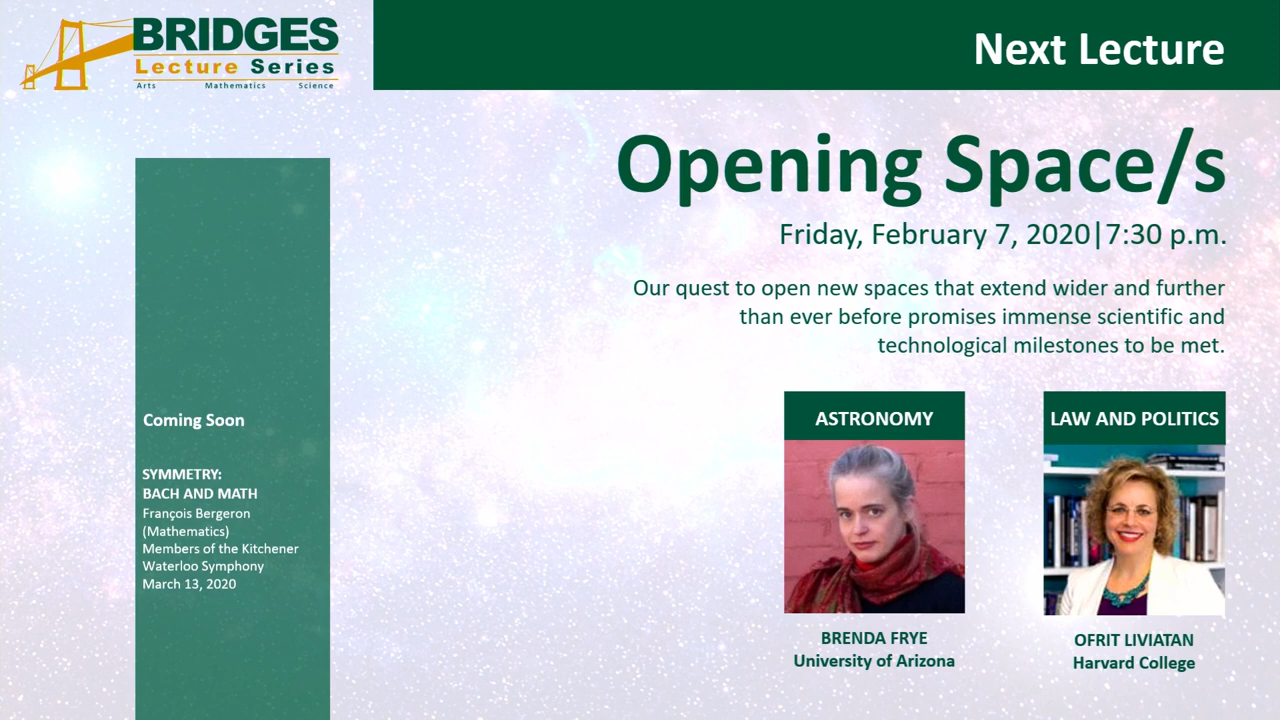 BRIDGES
Lecture Series
Arts Mathematics Science
Next Lecture
Opening Space/s
Friday, February 7, 2020|7:30 p.m.
Our quest to open new spaces that extend wider and further
than ever before promises immense scientific and
technological milestones to be met.
Coming Soon
SYMMETRY:
BACH AND MATH
François Bergeron
(Mathematics)
Members of the Kitchener
Waterloo Symphony
March 13, 2020
ASTRONOMY
BRENDA FRYE
University of Arizona
LAW AND POLITICS
OFRIT LIVIATAN
Harvard College